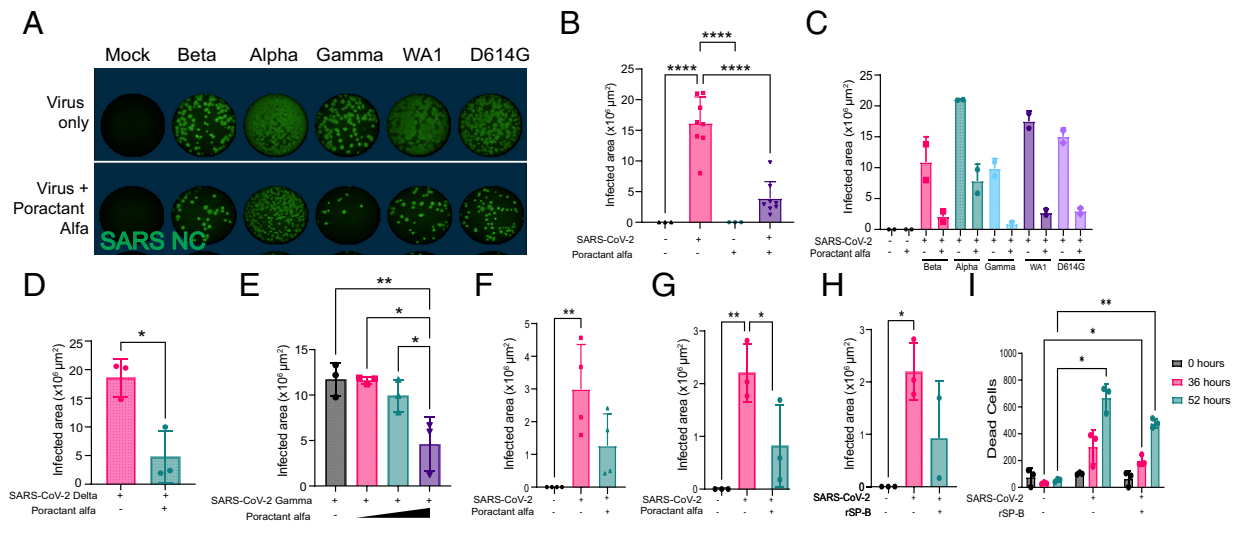 A
Mock Beta Alpha Gamma WA1 D614G
Virus only
Virus + Poractant Alfa
SARS NC
B
**** 
**** ****
Infected area (x10⁶ µm²)
25
20
15
10
5
0
SARS-CoV-2 - + - +
Poractant alfa - - + +
C
Infected area (x10⁶ µm²)
25
20
15
10
5
0
SARS-CoV-2 - - + + + + + + + + + +
Poractant alfa - + - + - + - + - + - +
Beta Alpha Gamma WA1 D614G
D
*
Infected area (x10⁶ µm²)
25
20
15
10
5
0
SARS-CoV-2 Delta + +
Poractant alfa - +
E
**
*
*
Infected area (x10⁶ µm²)
15
10
5
0
SARS-CoV-2 Gamma + + + +
Poractant alfa -
F
**
Infected area (x10⁶ µm²)
5
4
3
2
1
0
SARS-CoV-2 - + +
Poractant alfa - - +
G
** *
Infected area (x10⁶ µm²)
3
2
1
0
SARS-CoV-2 - + +
Poractant alfa - - +
H
*
Infected area (x10⁶ µm²)
3
2
1
0
SARS-CoV-2 - + +
rSP-B - - +
I
**
*
*
Dead Cells
1000
800
600
400
200
0
SARS-CoV-2 - + +
rSP-B - - +
0 hours
36 hours
52 hours